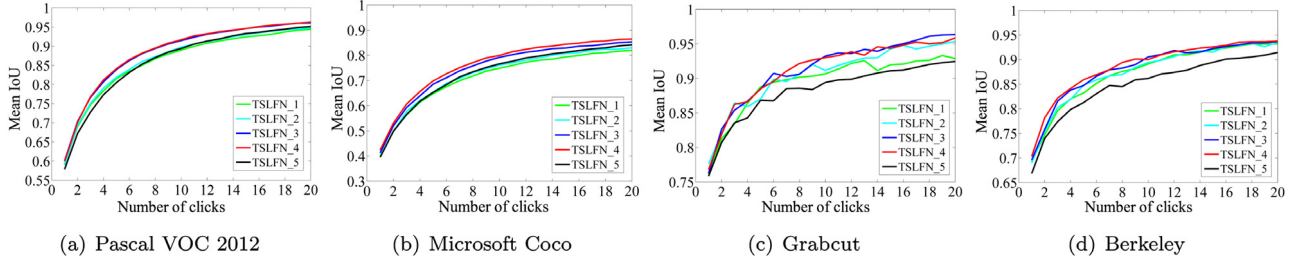 1
0.95
0.9
0.85
0.8
0.75
0.7
0.65
0.6
0.55
Mean IoU
0 2 4 6 8 10 12 14 16 18 20
Number of clicks
TSLFN_1
TSLFN_2
TSLFN_3
TSLFN_4
TSLFN_5
(a) Pascal VOC 2012
1
0.9
0.8
0.7
0.6
0.5
0.4
0.3
Mean IoU
0 2 4 6 8 10 12 14 16 18 20
Number of clicks
TSLFN_1
TSLFN_2
TSLFN_3
TSLFN_4
TSLFN_5
(b) Microsoft Coco
1
0.95
0.9
0.85
0.8
0.75
Mean IoU
0 2 4 6 8 10 12 14 16 18 20
Number of clicks
TSLFN_1
TSLFN_2
TSLFN_3
TSLFN_4
TSLFN_5
(c) Grabcut
1
0.95
0.9
0.85
0.8
0.75
0.7
0.65
Mean IoU
0 2 4 6 8 10 12 14 16 18 20
Number of clicks
TSLFN_1
TSLFN_2
TSLFN_3
TSLFN_4
TSLFN_5
(d) Berkeley